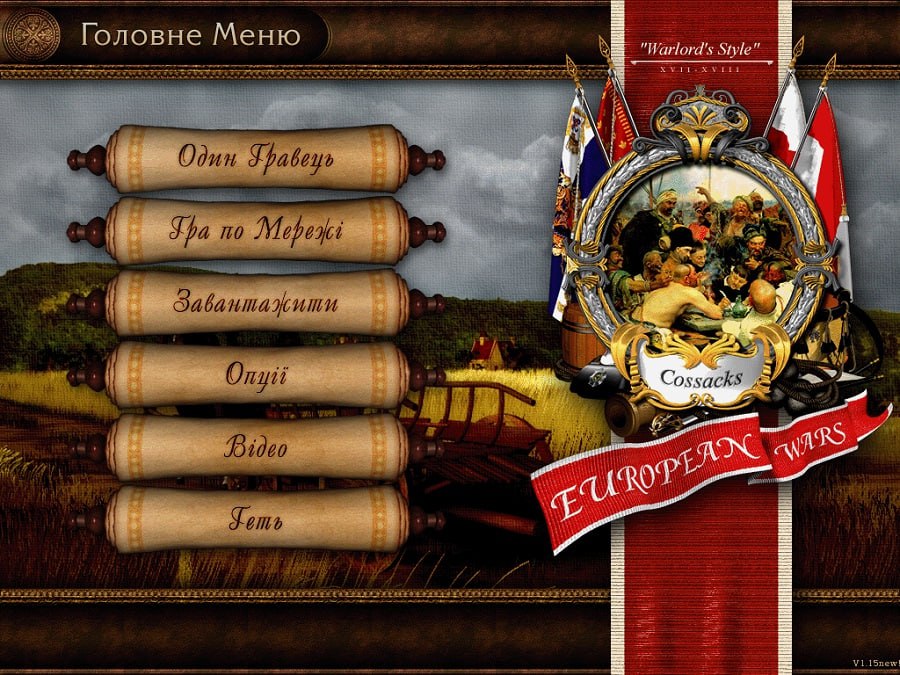 Головне Меню
"Warlord's Style"
XVII-XVIII
Один Гравець
Гра по Мережі
Завантажити
Опції
Відео
Геть
Cossacks
EUROPEAN WARS
V1.15new!